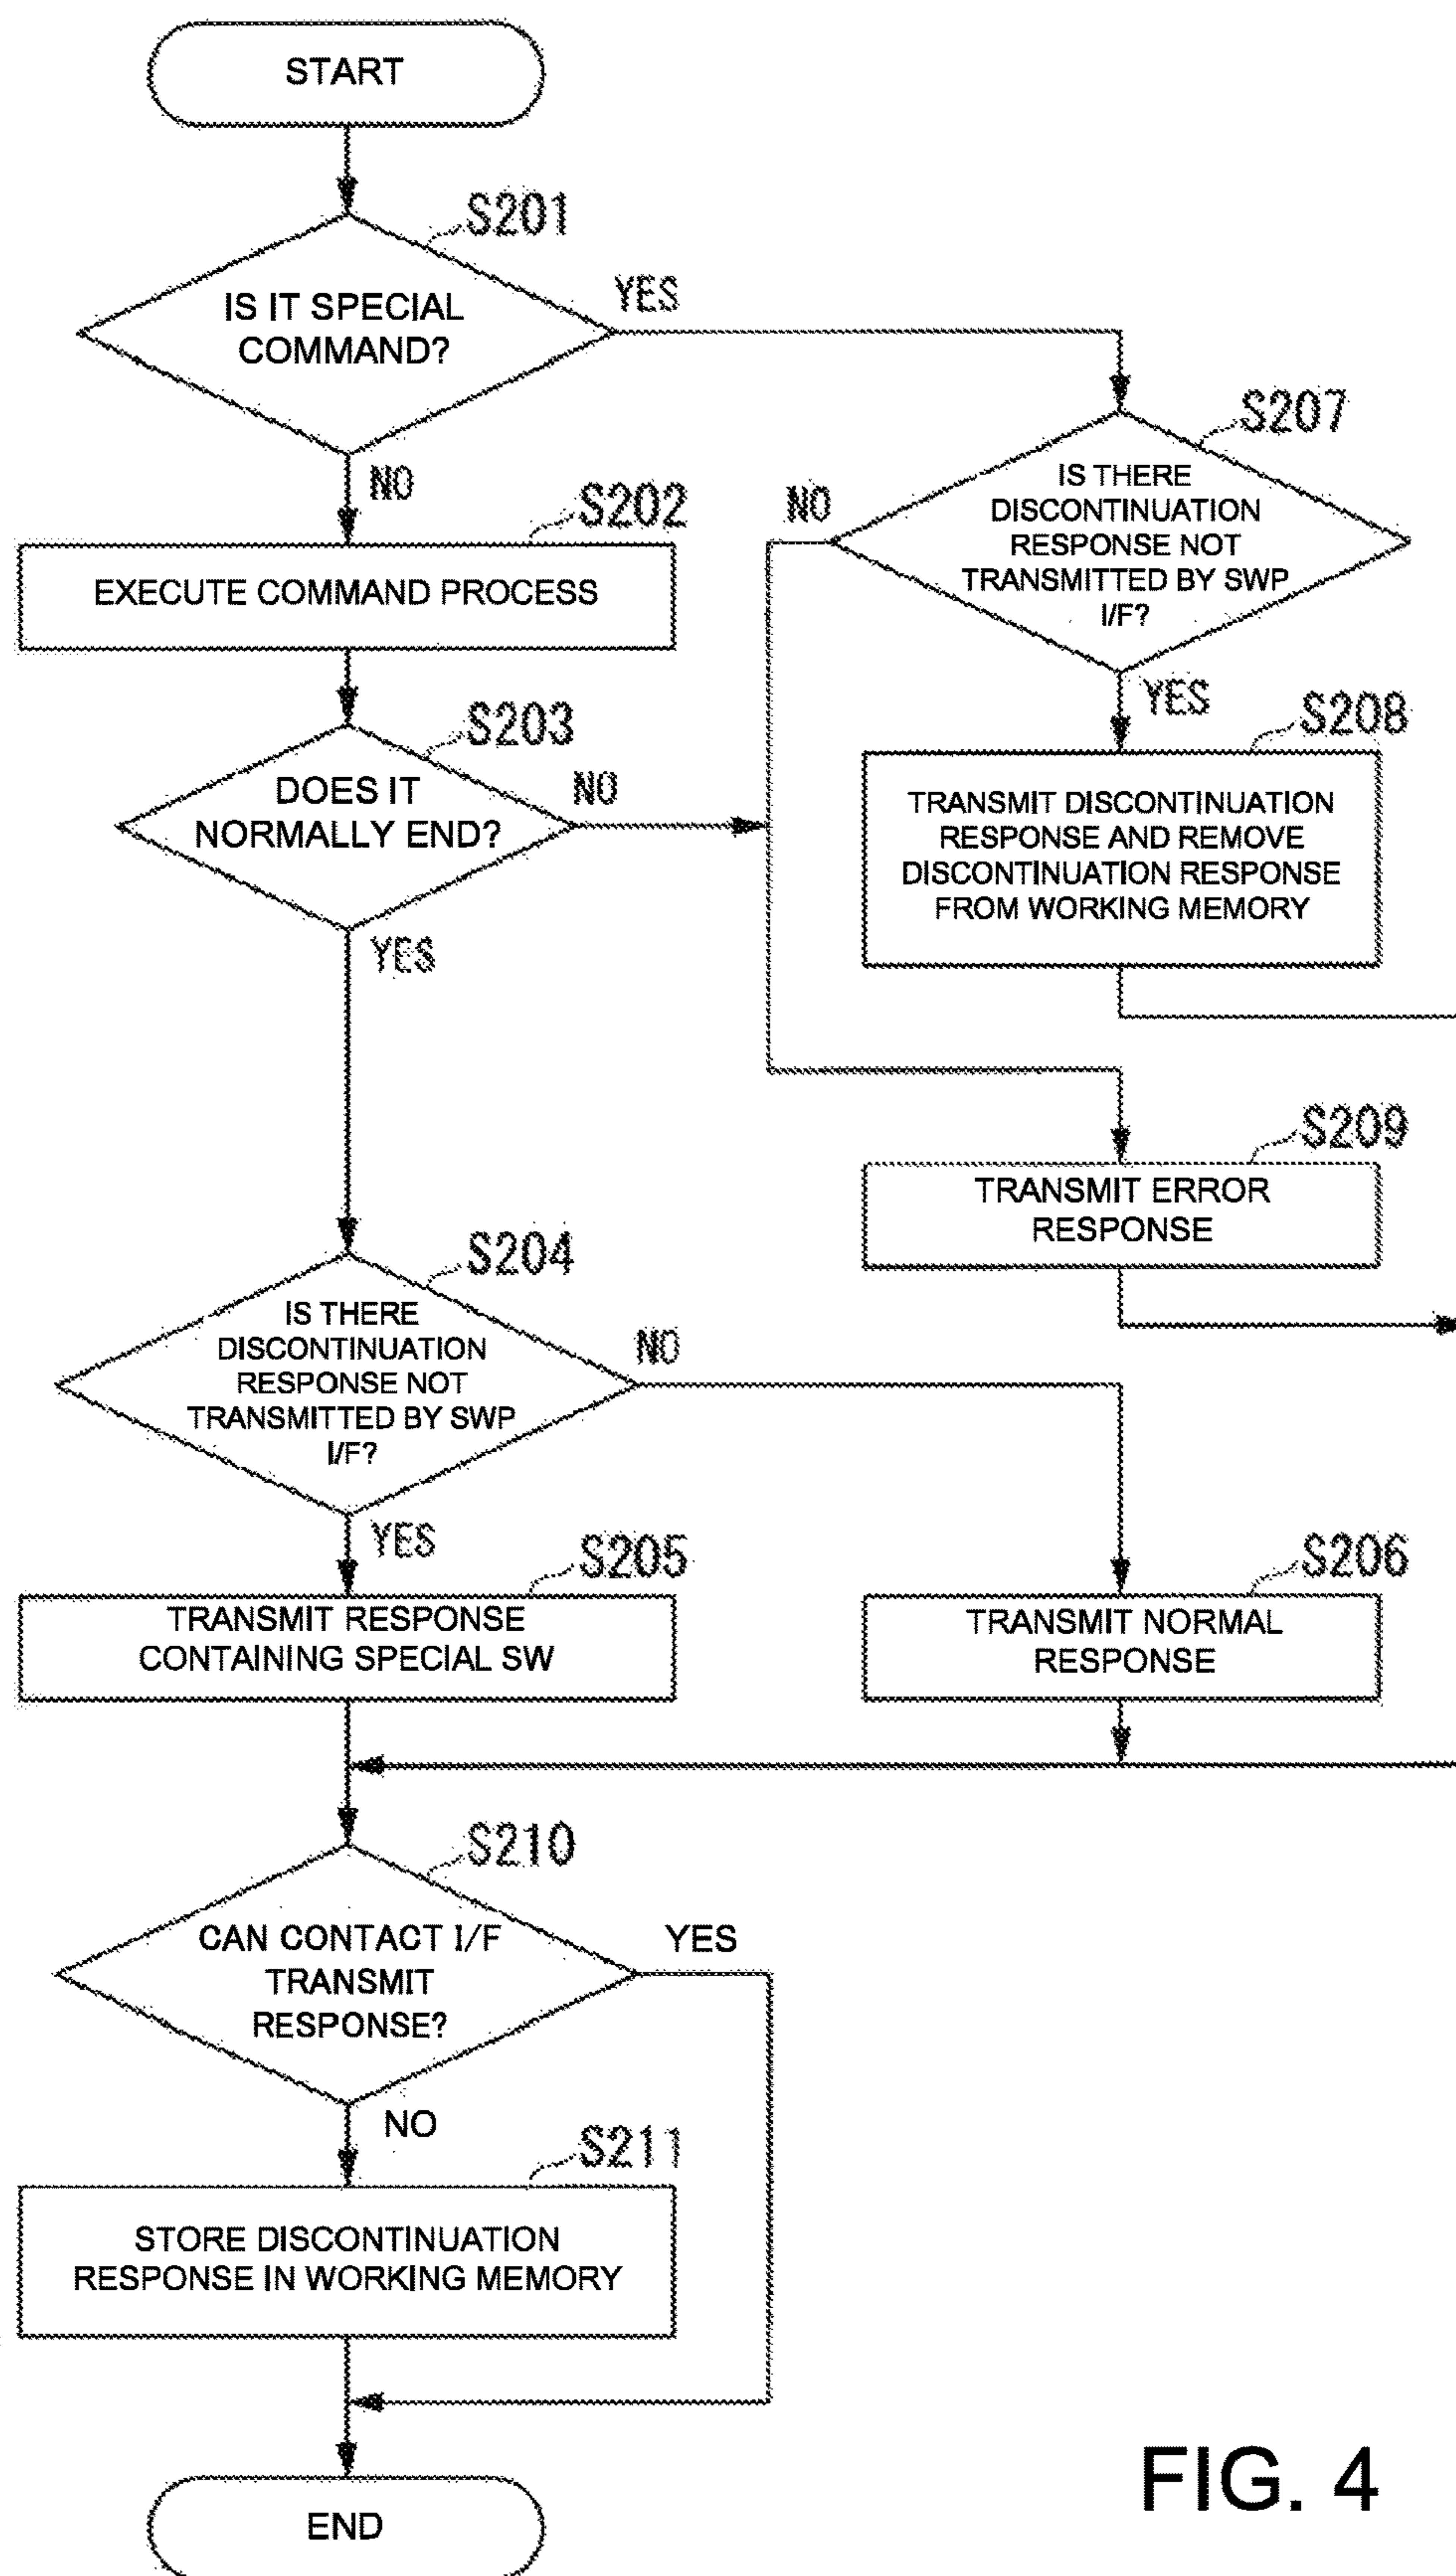 START
S201
IS IT SPECIAL
COMMAND?
YES
NO
S202
EXECUTE COMMAND PROCESS
S203
DOES IT
NORMALLY END?
NO
YES
S207
IS THERE
DISCONTINUATION
RESPONSE NOT
TRANSMITTED BY SWP
I/F?
NO
YES
S208
TRANSMIT DISCONTINUATION
RESPONSE AND REMOVE
DISCONTINUATION RESPONSE
FROM WORKING MEMORY
S209
TRANSMIT ERROR
RESPONSE
S204
IS THERE
DISCONTINUATION
RESPONSE NOT
TRANSMITTED BY SWP
I/F?
NO
YES
S205
TRANSMIT RESPONSE
CONTAINING SPECIAL SW
S206
TRANSMIT NORMAL
RESPONSE
S210
CAN CONTACT I/F
TRANSMIT
RESPONSE?
YES
NO
S211
STORE DISCONTINUATION
RESPONSE IN WORKING MEMORY
END
FIG. 4